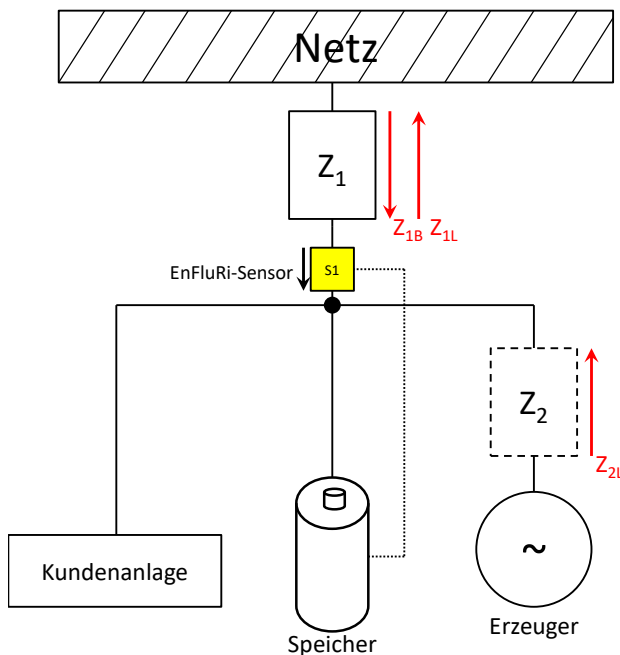 Netz
Z1
Z1B Z1L
EnFluRi-Sensor
S1
Z2
Z2L
Kundenanlage
~
Speicher
Erzeuger